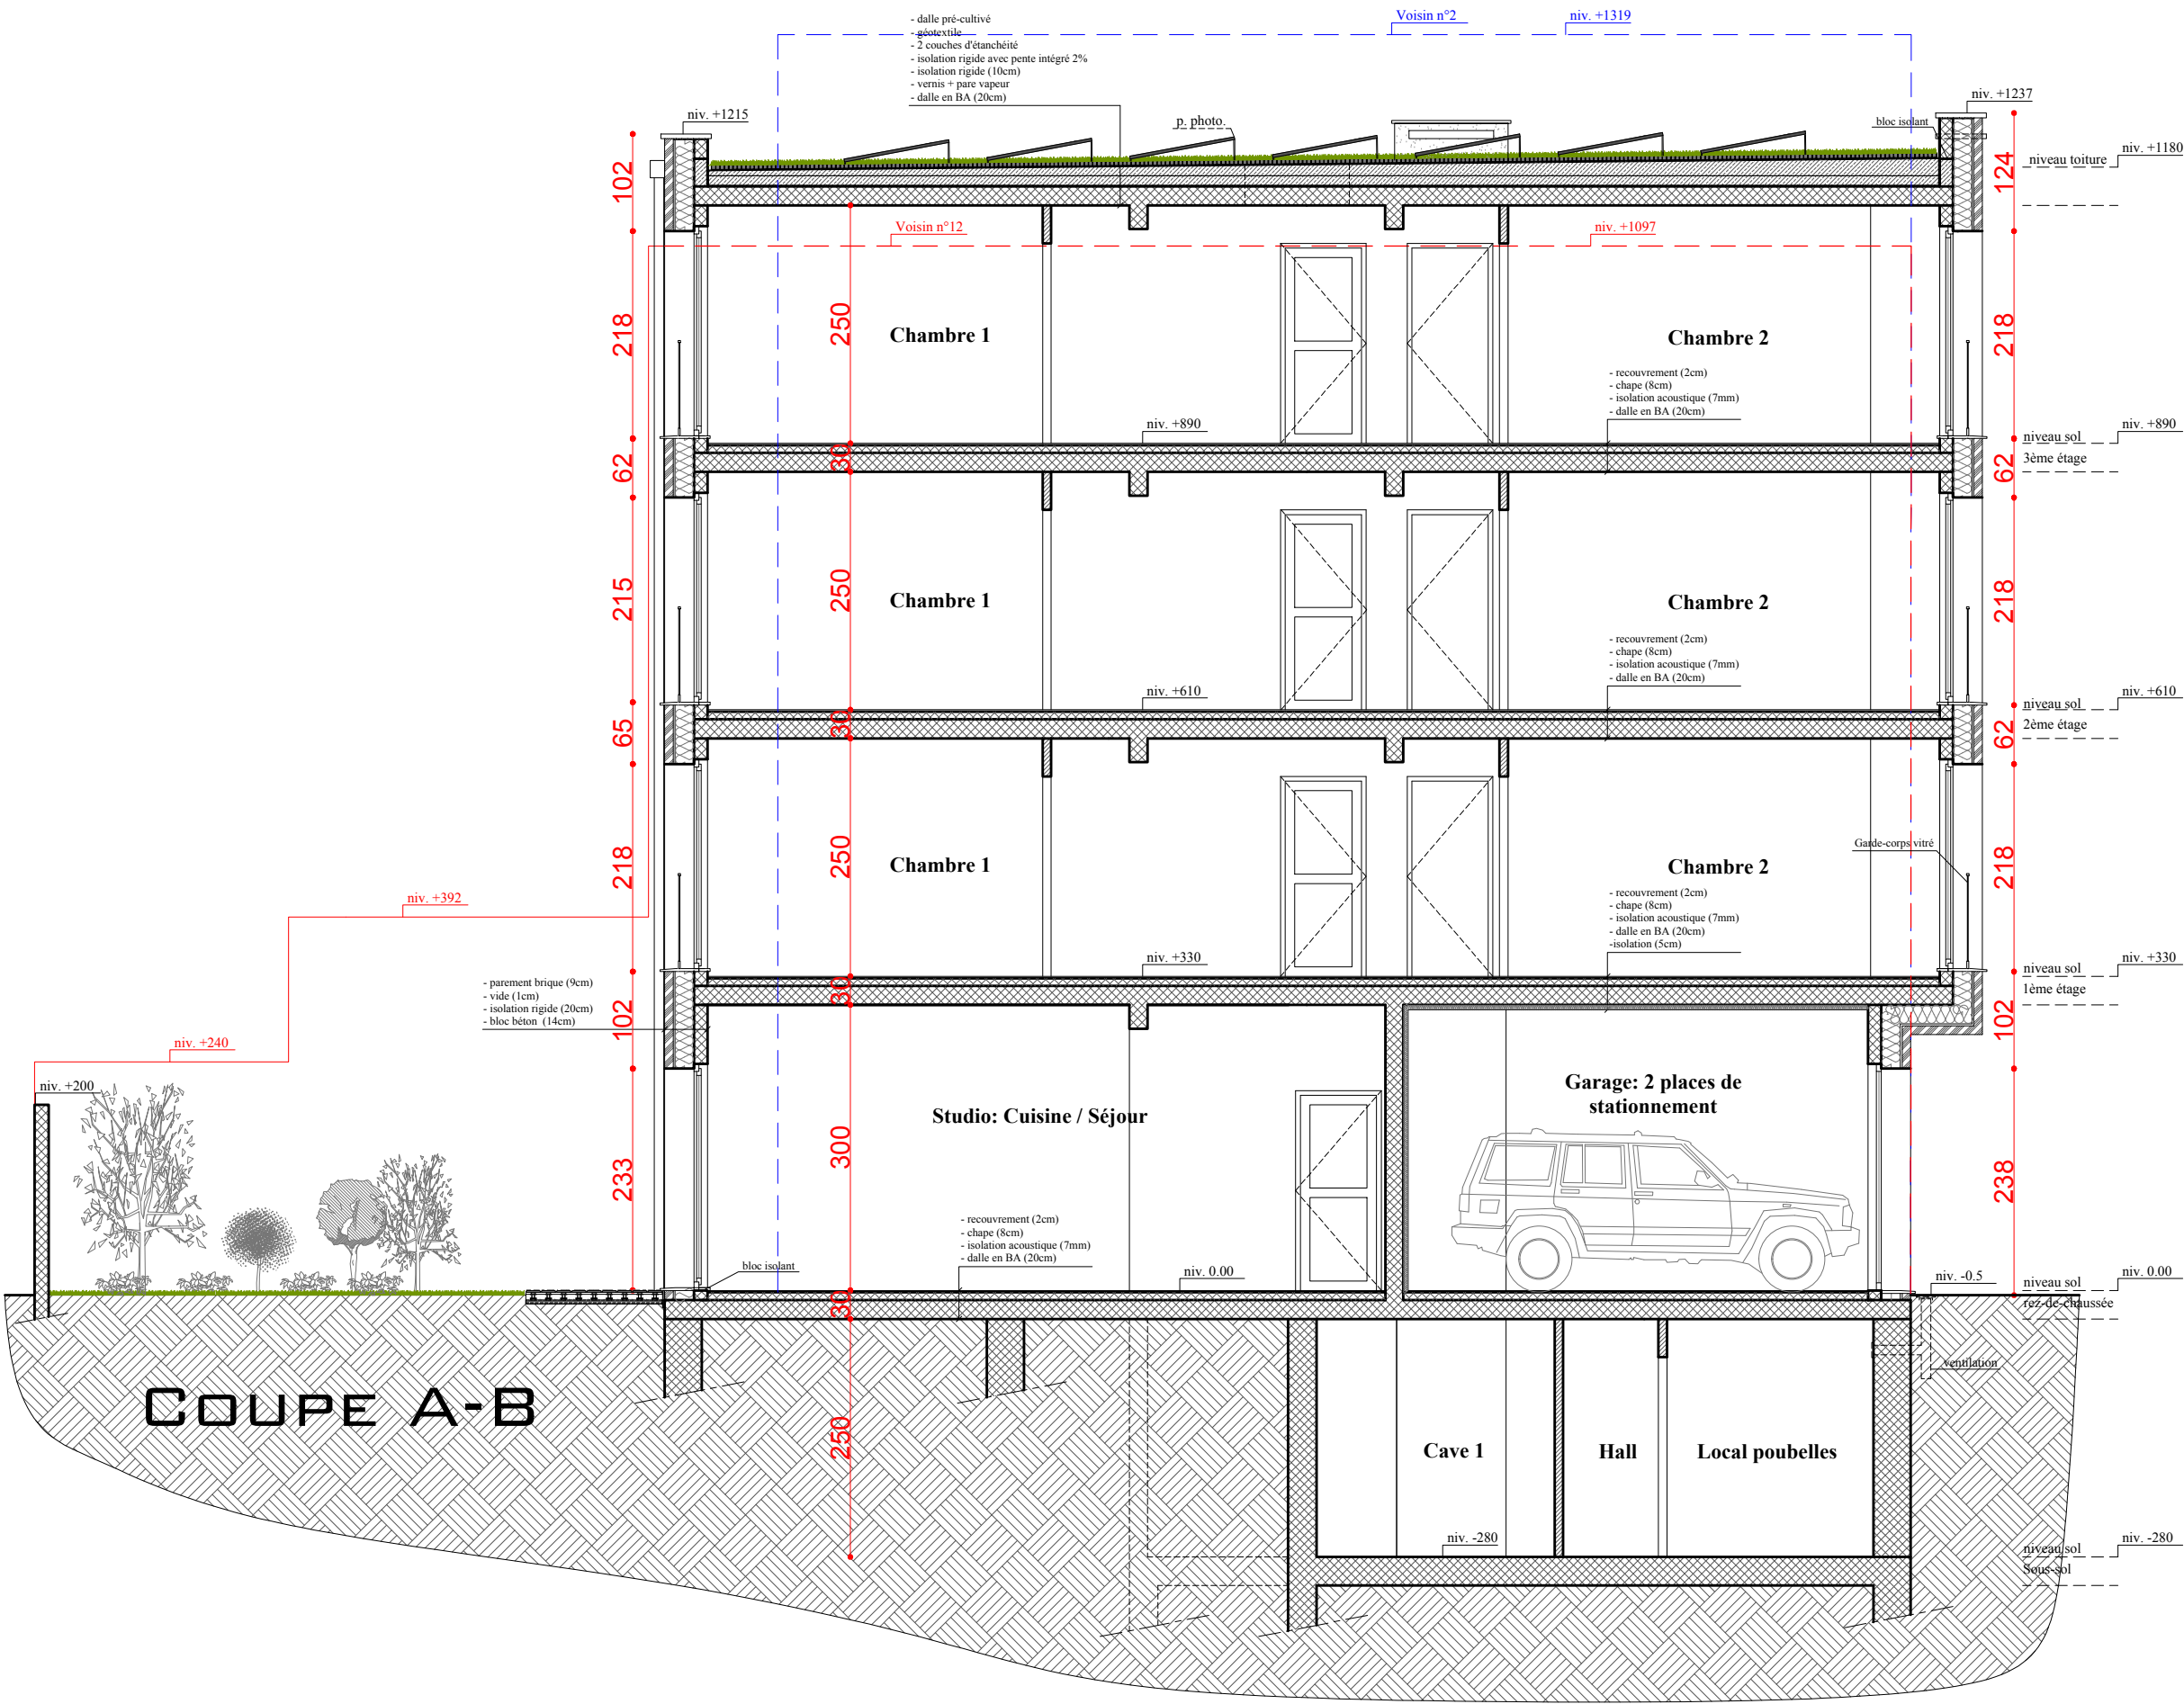 - dalle pré-cultivé
- géotextile
- 2 couches d'étanchéité
- isolation rigide avec pente intégré 2%
- isolation rigide (10cm)
- vernis + pare vapeur
- dalle en BA (20cm)
Voisin n°2
niv. +1319
niv. +1215
p. photo.
niv. +1237
bloc isolant
niveau toiture
niv. +1180
102
124
Voisin n°12
niv. +1097
218
250
Chambre 1
Chambre 2
218
- recouvrement (2cm)
- chape (8cm)
- isolation acoustique (7mm)
- dalle en BA (20cm)
niv. +890
niveau sol
niv. +890
3ème étage
62
30
62
215
250
Chambre 1
Chambre 2
218
- recouvrement (2cm)
- chape (8cm)
- isolation acoustique (7mm)
- dalle en BA (20cm)
niv. +610
niveau sol
niv. +610
2ème étage
65
30
62
218
250
Chambre 1
Chambre 2
Garde-corps vitré
218
- recouvrement (2cm)
- chape (8cm)
- isolation acoustique (7mm)
- dalle en BA (20cm)
-isolation (5cm)
niv. +392
niv. +330
niveau sol
niv. +330
1ème étage
- parement brique (9cm)
- vide (1cm)
- isolation rigide (20cm)
- bloc béton (14cm)
102
30
102
niv. +240
niv. +200
Studio: Cuisine / Séjour
Garage: 2 places de
stationnement
233
300
238
- recouvrement (2cm)
- chape (8cm)
- isolation acoustique (7mm)
- dalle en BA (20cm)
bloc isolant
niv. 0.00
niv. -0.5
niveau sol
niv. 0.00
rez-de-chaussée
30
ventilation
COUPE A-B
250
Cave 1
Hall
Local poubelles
niv. -280
niveau sol
niv. -280
Sous-sol